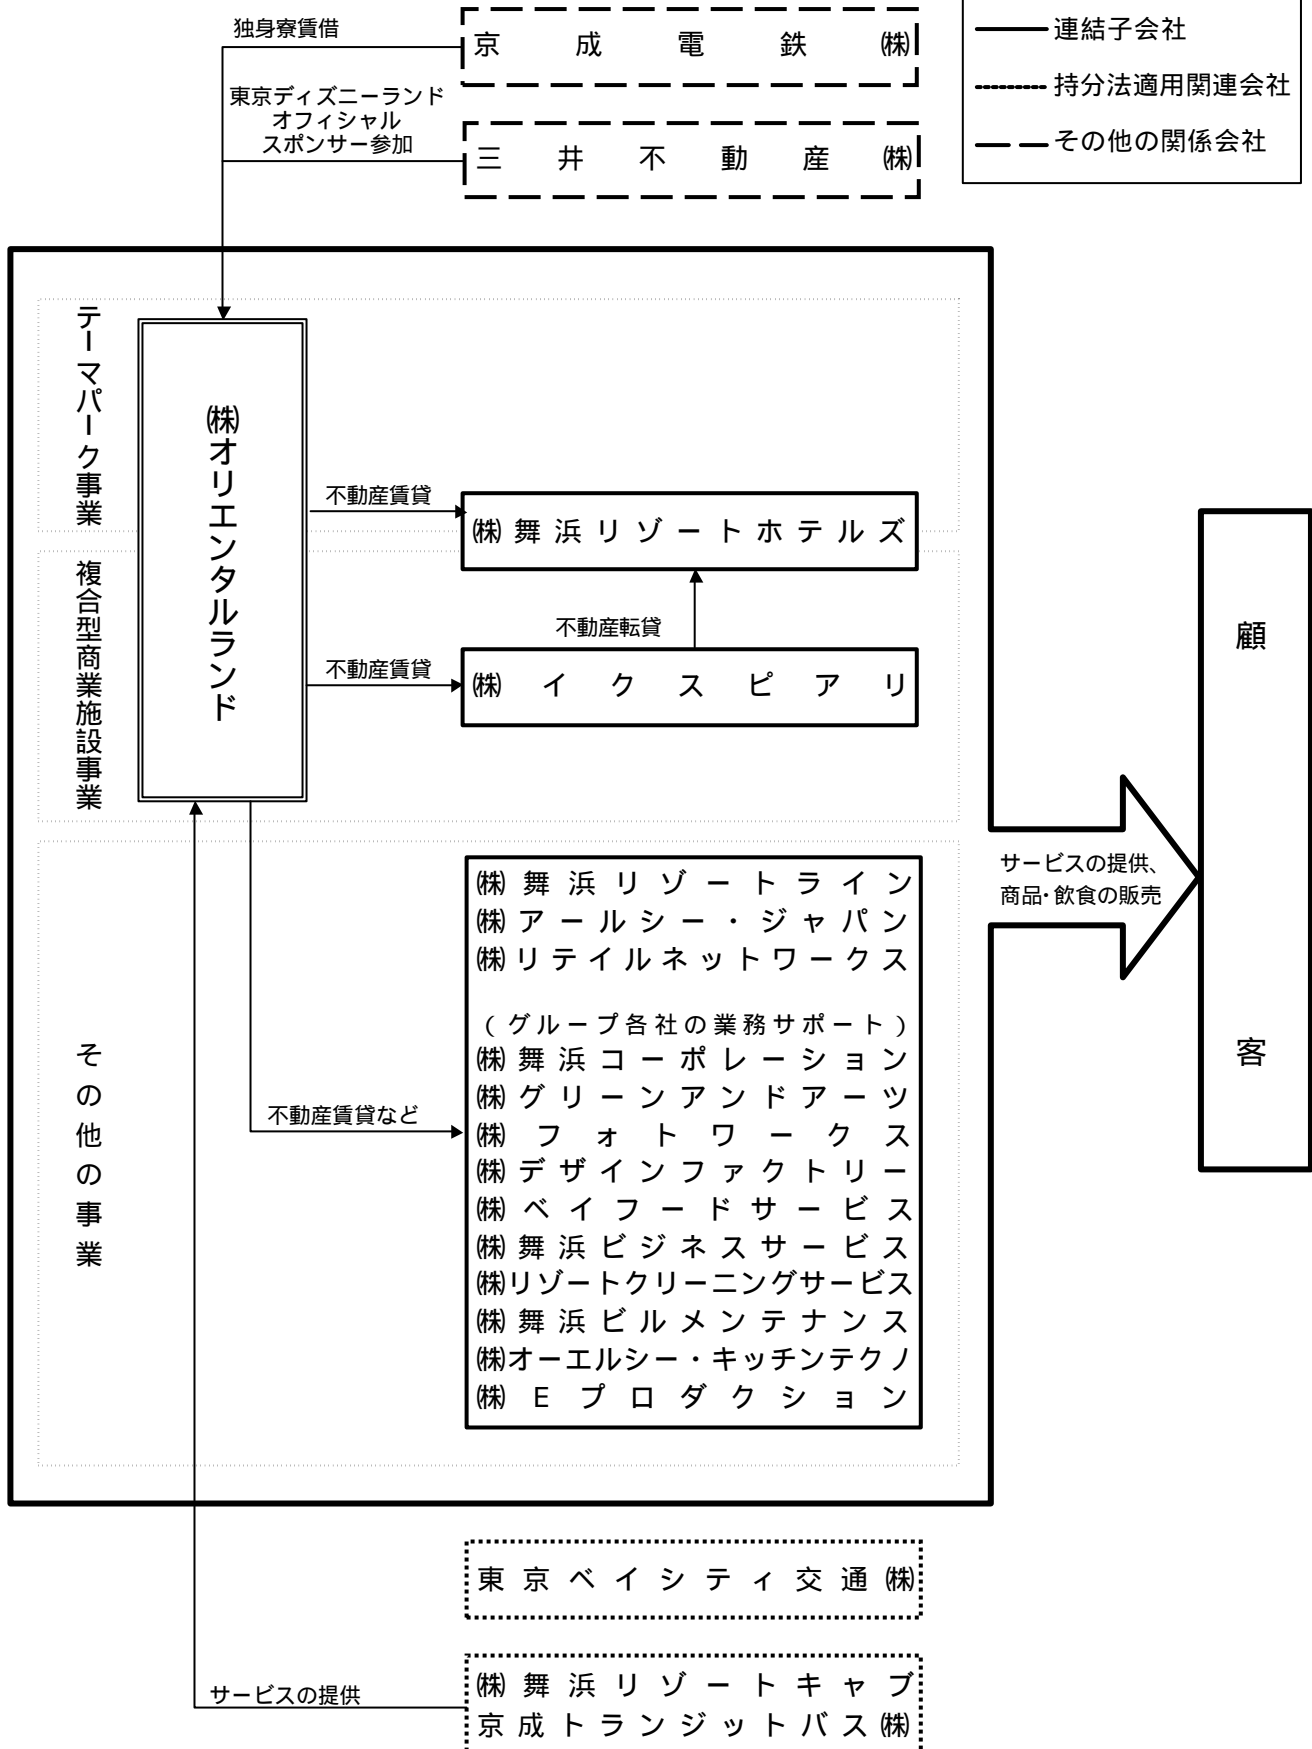 独身寮賃借
京成電鉄㈱
東京ディズニーランド
オフィシャル
スポンサー参加
三井不動産㈱
連結子会社
持分法適用関連会社
その他の関係会社
テーマパーク事業
㈱オリエンタルランド
不動産賃貸
㈱舞浜リゾートホテルズ
複合型商業施設事業
不動産転貸
不動産賃貸
㈱イクスピアリ
サービスの提供、
商品・飲食の販売
顧客
その他の事業
不動産賃貸など
㈱舞浜リゾートライン
㈱アールシー・ジャパン
㈱リテイルネットワークス
(グループ各社の業務サポート)
㈱舞浜コーポレーション
㈱グリーンアンドアーツ
㈱フォトワークス
㈱デザインファクトリー
㈱ベイフードサービス
㈱舞浜ビジネスサービス
㈱リゾートクリーニングサービス
㈱舞浜ビルメンテナンス
㈱オーエルシー・キッチンテクノ
㈱Eプロダクション
東京ベイシティ交通㈱
サービスの提供
㈱舞浜リゾートキャブ
京成トランジットバス㈱